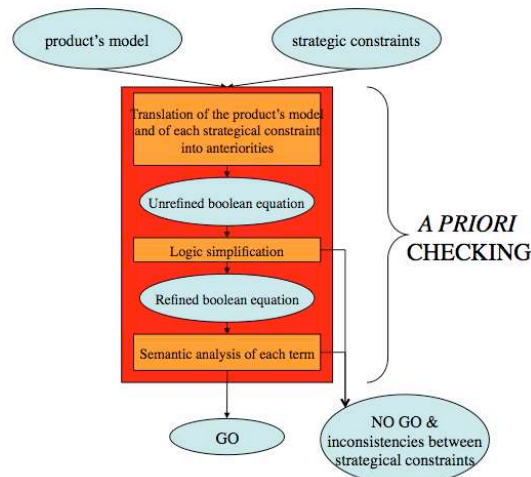 product's model
strategic constraints
Translation of the product's model
and of each strategical constraint
into anteriorities
Unrefined boolean equation
A PRIORI
CHECKING
Logic simplification
Refined boolean equation
Semantic analysis of each term
GO
NO GO &
inconsistencies between
strategical constraints